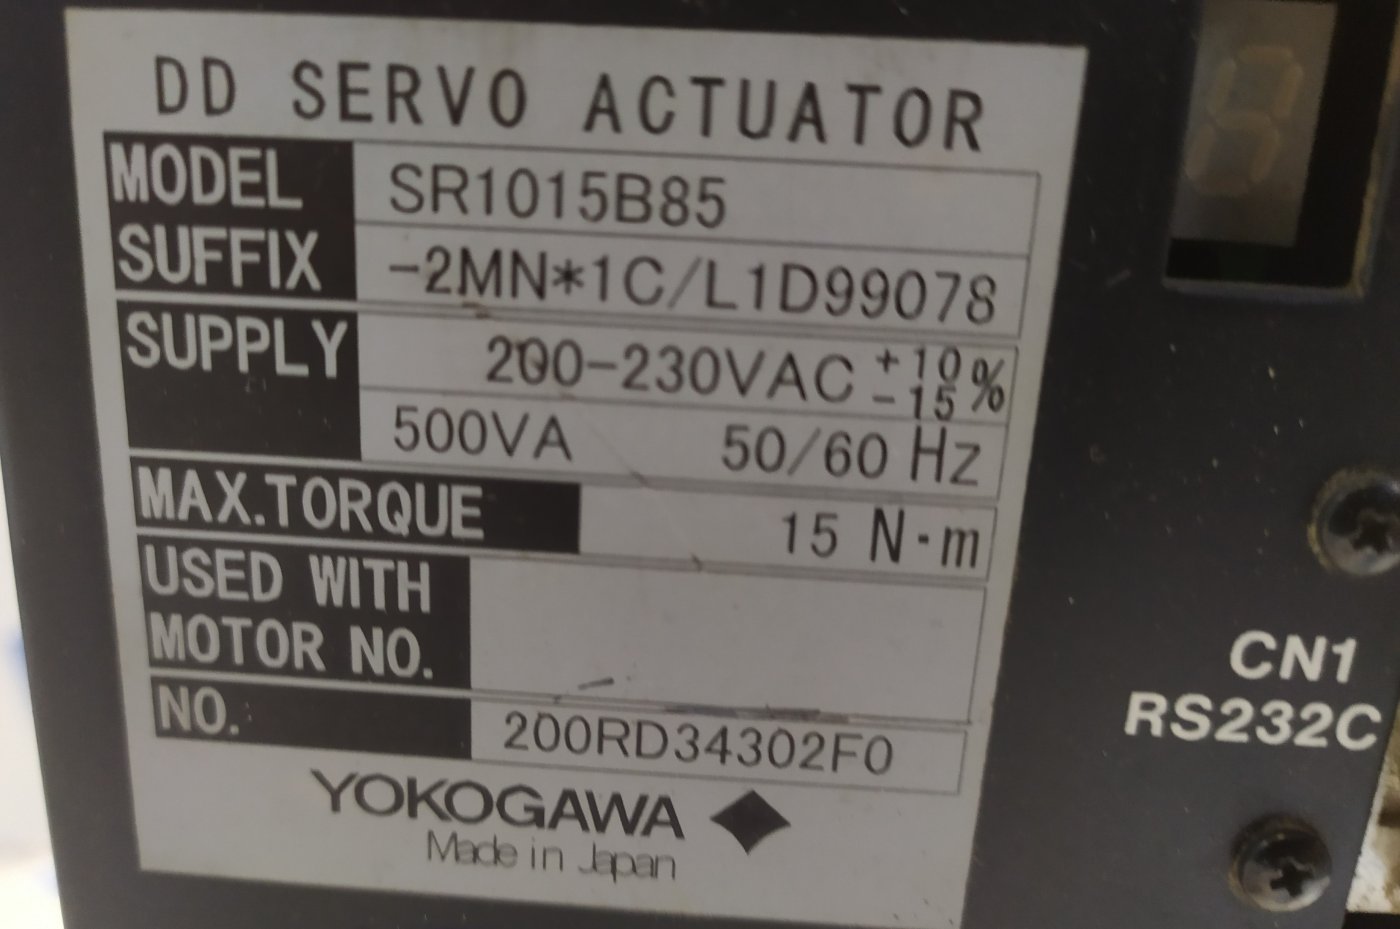 DD SERVO ACTUATOR
MODEL SR1015B85
SUFFIX -2MN*1C/L1D99078
SUPPLY 200-230VAC +10 -15 %
500VA 50/60 Hz
MAX.TORQUE 15 N·m
USED WITH
MOTOR NO.
NO. 200RD34302F0
YOKOGAWA
Made in Japan
CN1
RS232C